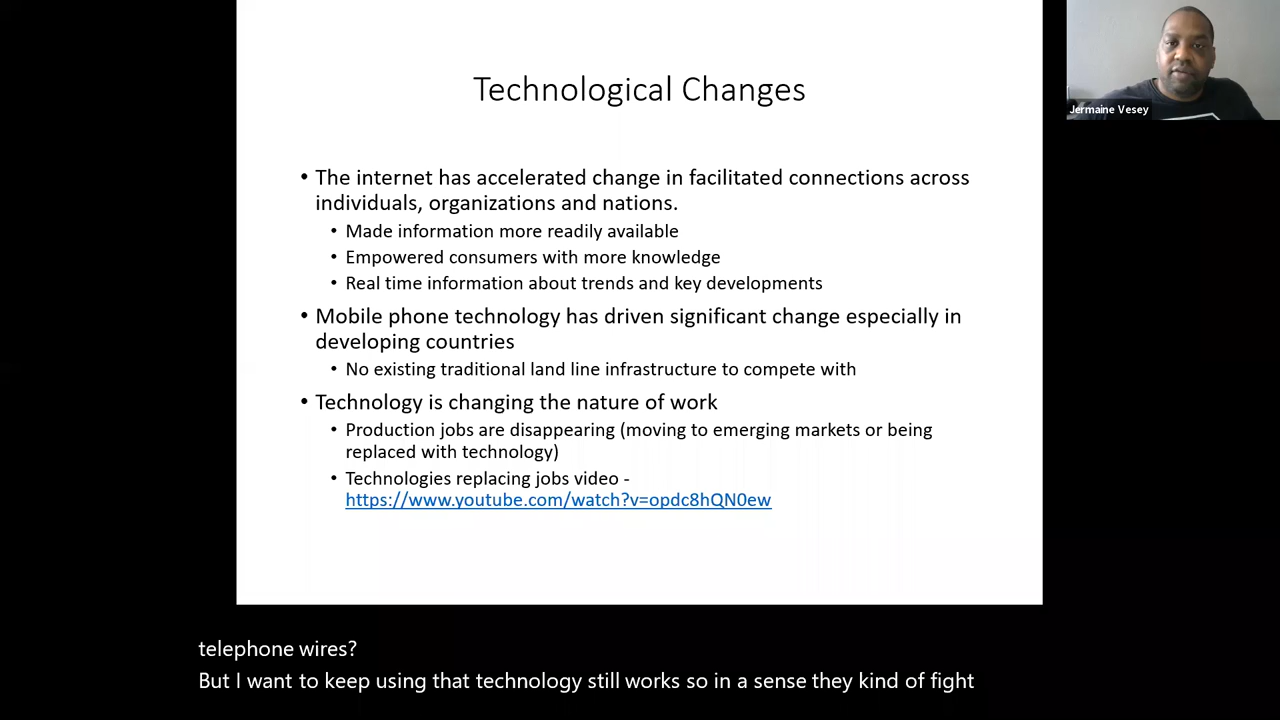 Technological Changes
Jermaine Vesey
• The internet has accelerated change in facilitated connections across
individuals, organizations and nations.
• Made information more readily available
• Empowered consumers with more knowledge
• Real time information about trends and key developments
• Mobile phone technology has driven significant change especially in
developing countries
• No existing traditional land line infrastructure to compete with
• Technology is changing the nature of work
• Production jobs are disappearing (moving to emerging markets or being
replaced with technology)
• Technologies replacing jobs video -
https://www.youtube.com/watch?v=opdc8hQN0ew
telephone wires?
But I want to keep using that technology still works so in a sense they kind of fight